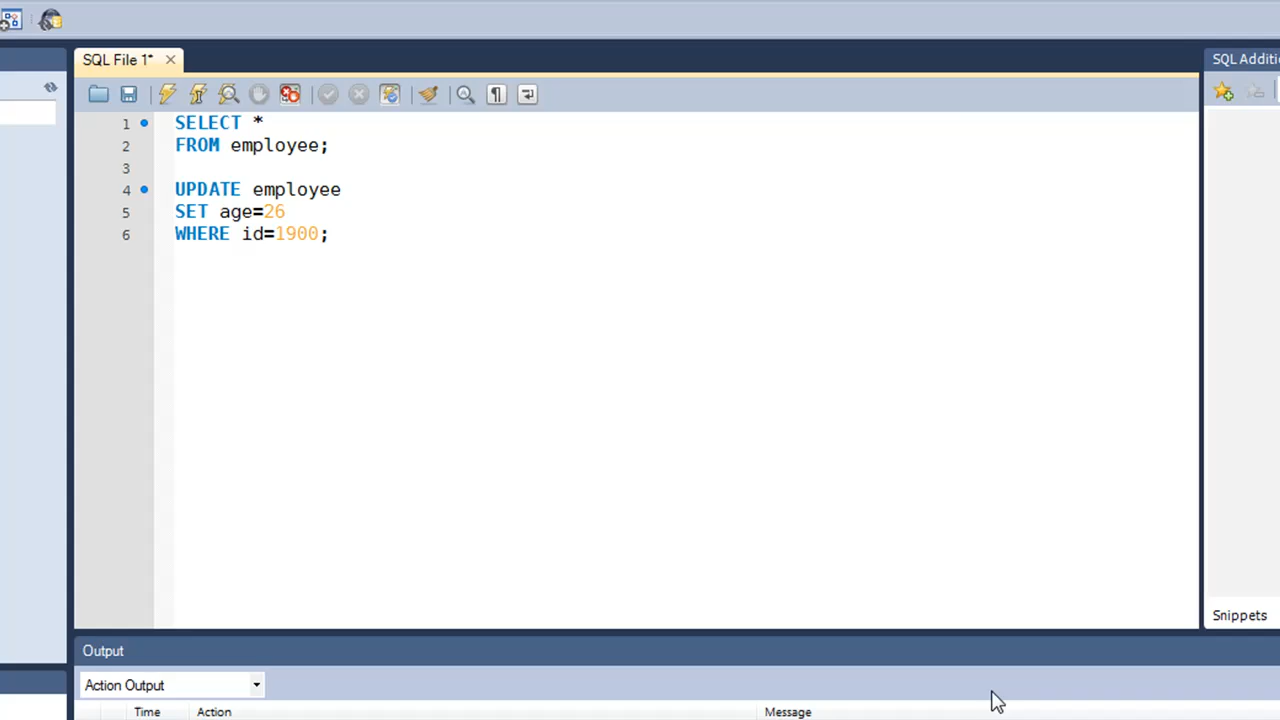 SQL File 1*
SQL Additi
1 SELECT *
2 FROM employee;
3
4 UPDATE employee
5 SET age=26
6 WHERE id=1900;
Snippets
Output
Action Output
Time Action Message